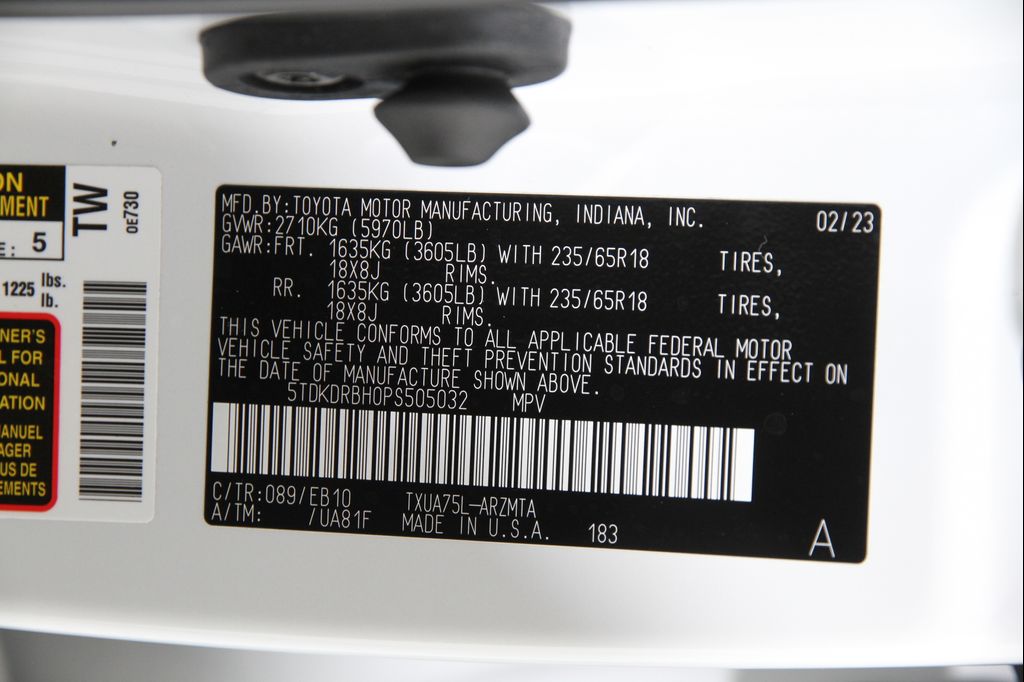 ON
MENT
E: 5
1225 lbs.
lb.
NER'S
L FOR
ONAL
ATION
MANUEL
AGER
US DE
EMENTS
TW
OE730
MFD.BY:TOYOTA MOTOR MANUFACTURING, INDIANA, INC. 02/23
GVWR:2710KG (5970LB)
GAWR:FRT. 1635KG (3605LB) WITH 235/65R18 TIRES,
18X8J RIMS.
RR. 1635KG (3605LB) WITH 235/65R18 TIRES,
18X8J RIMS.
THIS VEHICLE CONFORMS TO ALL APPLICABLE FEDERAL MOTOR
VEHICLE SAFETY AND THEFT PREVENTION STANDARDS IN EFFECT ON
THE DATE OF MANUFACTURE SHOWN ABOVE.
5TDKDRBH0PS505032 MPV
C/TR:089/EB10 TXUA75L-ARZMTA
A/TM: /UA81F MADE IN U.S.A. 183
A